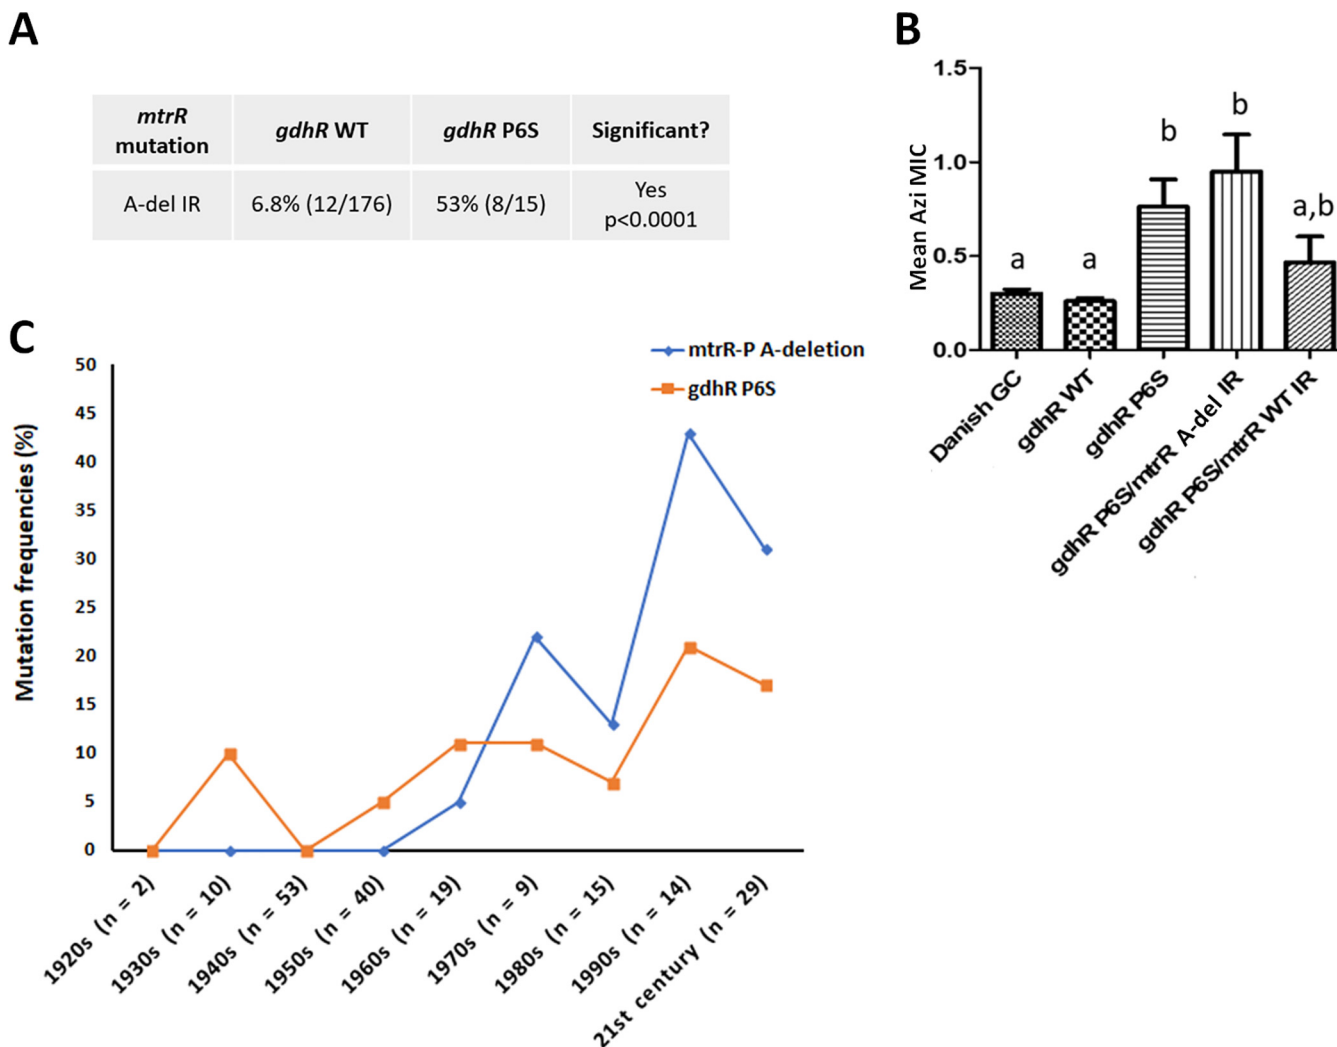 A
mtrR
mutation
gdhR WT
gdhR P6S
Significant?
A-del IR
6.8% (12/176)
53% (8/15)
Yes
p<0.0001
B
Mean Azi MIC
1.5
1.0
0.5
0.0
a
a
b
b
a,b
Danish GC
gdhR WT
gdhR P6S
gdhR P6S/mtrR A-del IR
gdhR P6S/mtrR WT IR
C
mtrR-P A-deletion
gdhR P6S
Mutation frequencies (%)
50
45
40
35
30
25
20
15
10
5
0
1920s (n = 2)
1930s (n = 10)
1940s (n = 53)
1950s (n = 40)
1960s (n = 19)
1970s (n = 9)
1980s (n = 15)
1990s (n = 14)
21st century (n = 29)